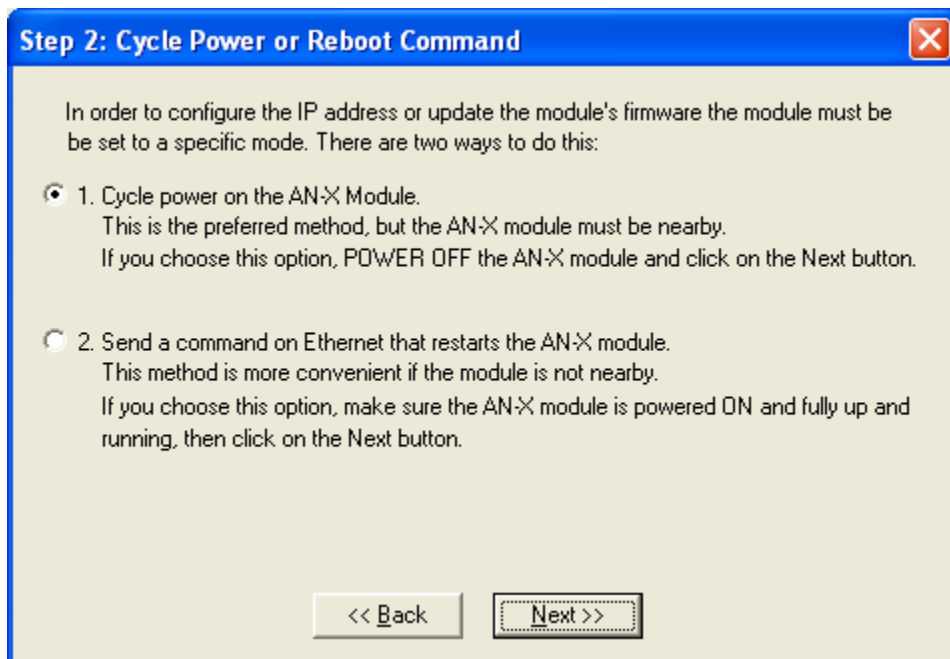 Step 2: Cycle Power or Reboot Command
In order to configure the IP address or update the module's firmware the module must be
be set to a specific mode. There are two ways to do this:
1. Cycle power on the AN-X Module.
This is the preferred method, but the AN-X module must be nearby.
If you choose this option, POWER OFF the AN-X module and click on the Next button.
2. Send a command on Ethernet that restarts the AN-X module.
This method is more convenient if the module is not nearby.
If you choose this option, make sure the AN-X module is powered ON and fully up and
running, then click on the Next button.
<< Back
Next >>